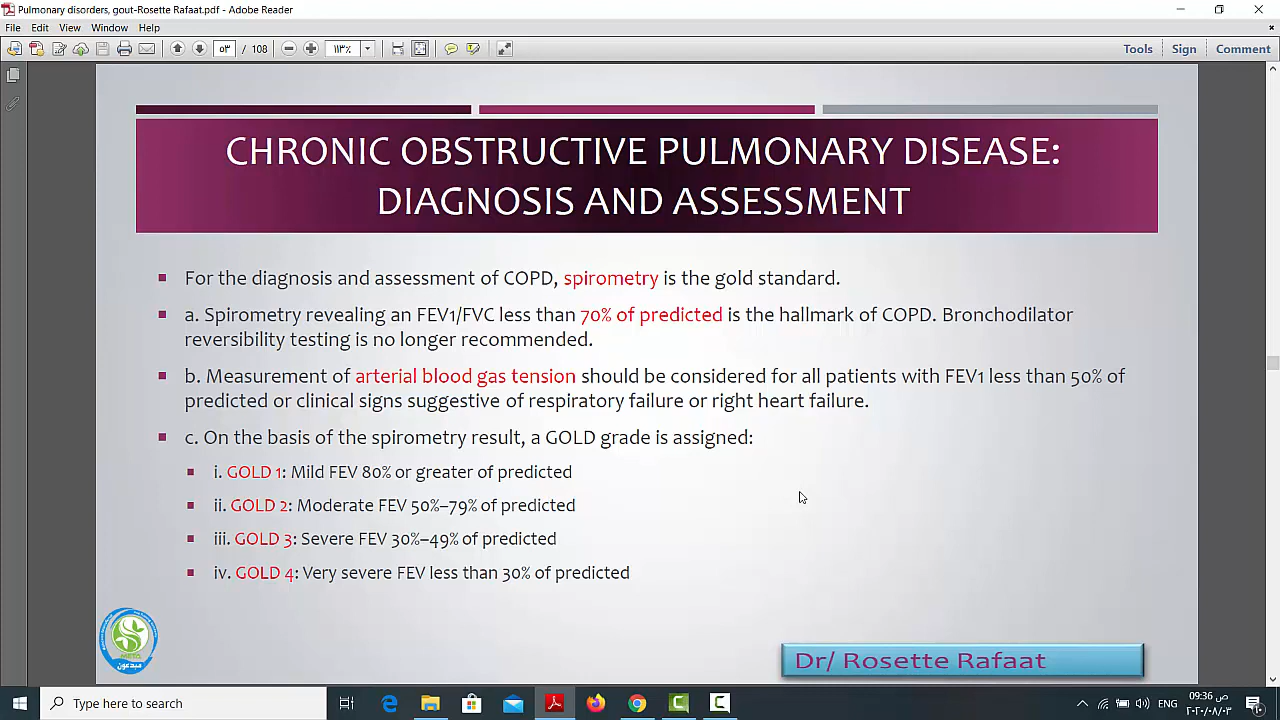 Pulmonary disorders, gout-Rosette Rafaat.pdf - Adobe Reader
File Edit View Window Help
٥٣ / 108 ١١٣% Tools Sign Comment
CHRONIC OBSTRUCTIVE PULMONARY DISEASE:
DIAGNOSIS AND ASSESSMENT
For the diagnosis and assessment of COPD, spirometry is the gold standard.
a. Spirometry revealing an FEV1/FVC less than 70% of predicted is the hallmark of COPD. Bronchodilator
reversibility testing is no longer recommended.
b. Measurement of arterial blood gas tension should be considered for all patients with FEV1 less than 50% of
predicted or clinical signs suggestive of respiratory failure or right heart failure.
c. On the basis of the spirometry result, a GOLD grade is assigned:
i. GOLD 1: Mild FEV 80% or greater of predicted
ii. GOLD 2: Moderate FEV 50%–79% of predicted
iii. GOLD 3: Severe FEV 30%–49% of predicted
iv. GOLD 4: Very severe FEV less than 30% of predicted
مبدعون
Dr/ Rosette Rafaat
Type here to search
ENG
09:36 ص
٢٠٢٠/٠٨/٠٣